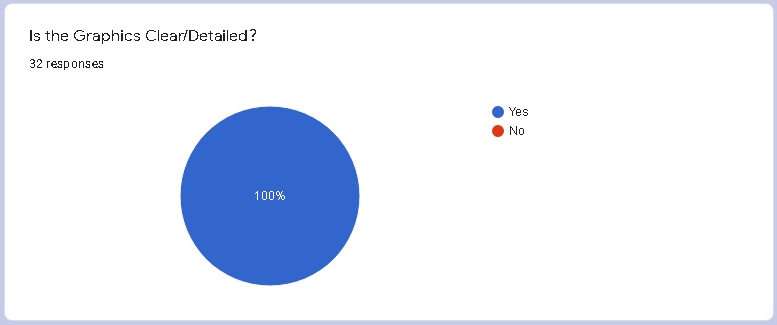 Is the Graphics Clear/Detailed?
32 responses
Yes
No
100%